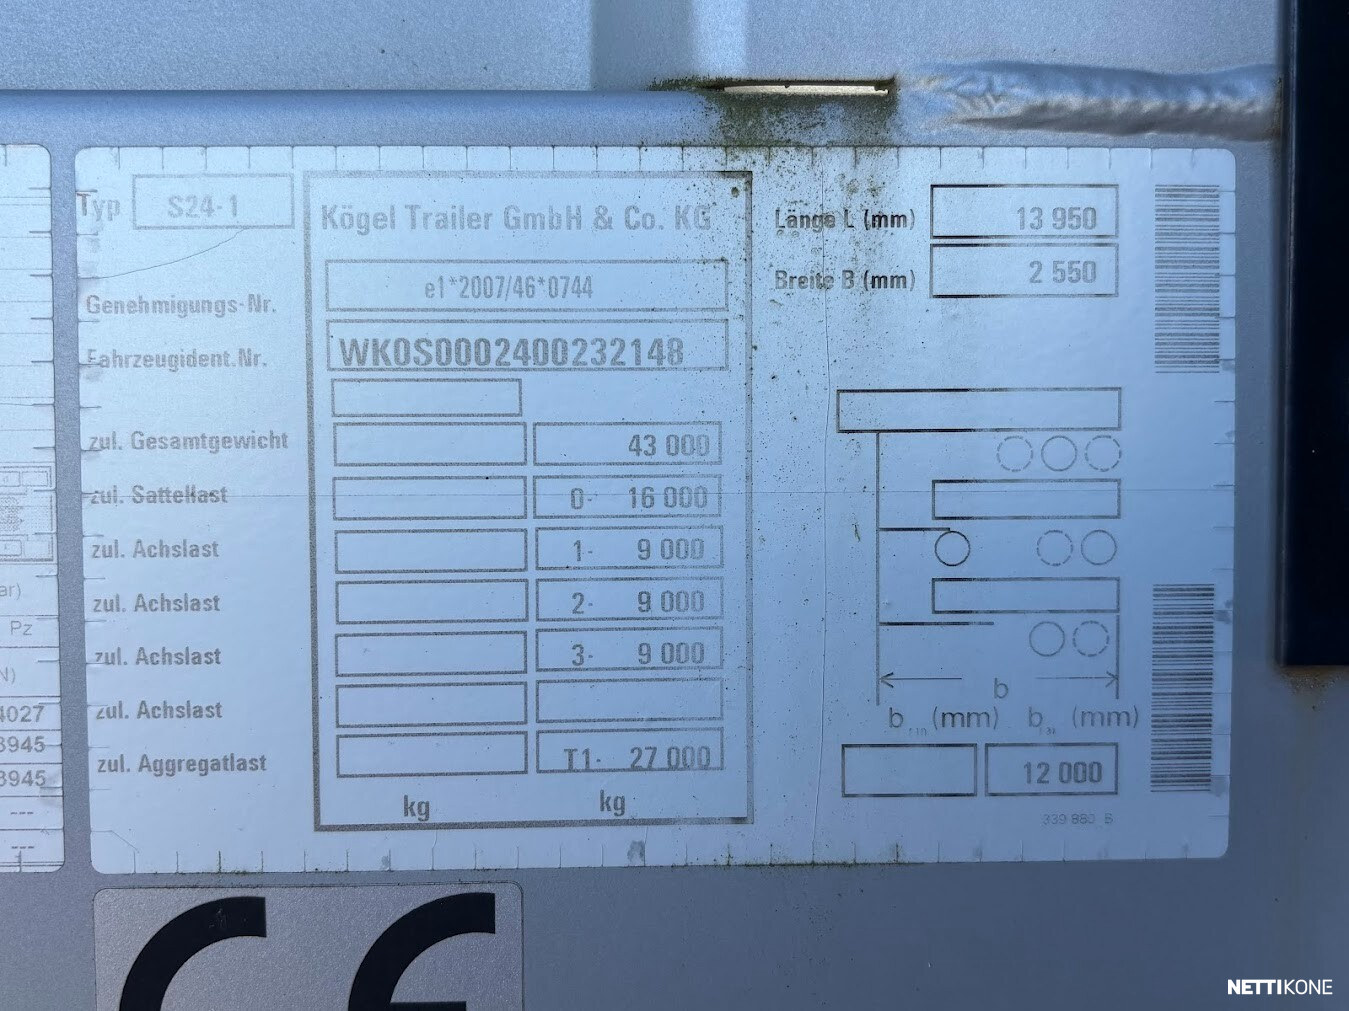 Typ S24-1
Kögel Trailer GmbH & Co. KG
Genehmigungs-Nr. e1*2007/46*0744
Fahrzeugident.Nr. WK0S0002400232148
zul. Gesamtgewicht 43 000
zul. Sattellast 0- 16 000
zul. Achslast 1- 9 000
zul. Achslast 2- 9 000
zul. Achslast 3- 9 000
zul. Achslast
zul. Aggregatlast T1- 27 000
kg kg
Länge L (mm) 13 950
Breite B (mm) 2 550
b
b (mm) b (mm)
12 000
339 880 B
ar)
Pz
N)
4027
3945
3945
---
---
CE
NETTIKONE